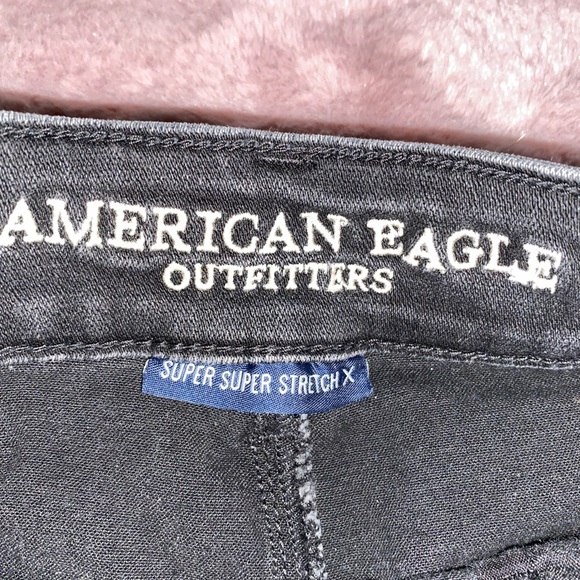 AMERICAN EAGLE
OUTFITTERS
SUPER SUPER STRETCH X